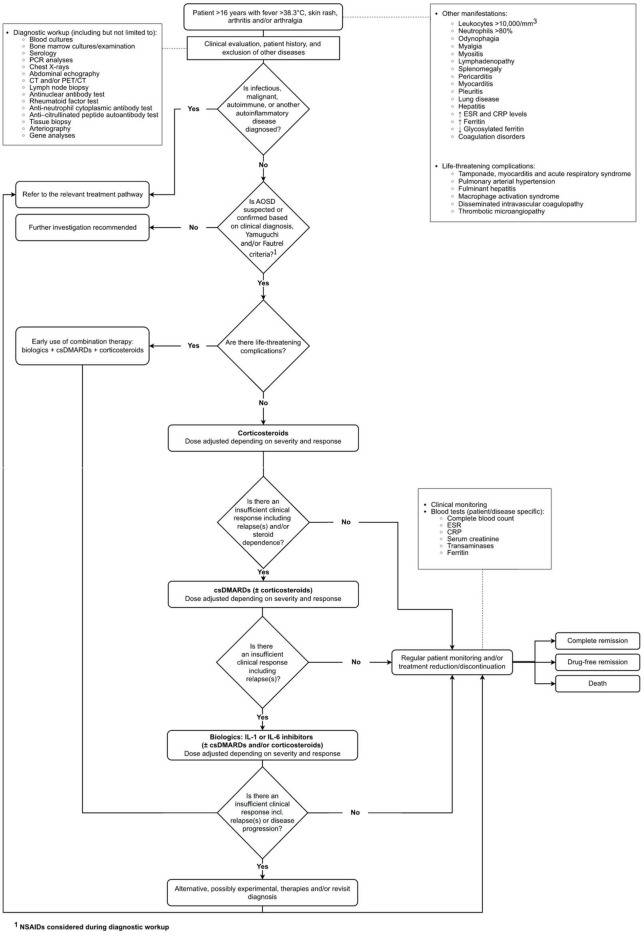 Patient >16 years with fever >38.3°C, skin rash,
arthritis and/or arthralgia
Clinical evaluation, patient history, and
exclusion of other diseases
• Diagnostic workup (including but not limited to):
○ Blood cultures
○ Bone marrow cultures/examination
○ Serology
○ PCR analyses
○ Chest X-rays
○ Abdominal echography
○ CT and/or PET/CT
○ Lymph node biopsy
○ Antinuclear antibody test
○ Rheumatoid factor test
○ Anti-neutrophil cytoplasmic antibody test
○ Anti-citrullinated peptide autoantibody test
○ Tissue biopsy
○ Arteriography
○ Gene analyses
• Other manifestations:
○ Leukocytes >10,000/mm3
○ Neutrophils >80%
○ Odynophagia
○ Myalgia
○ Myositis
○ Lymphadenopathy
○ Splenomegaly
○ Pericarditis
○ Myocarditis
○ Pleuritis
○ Lung disease
○ Hepatitis
○ ↑ ESR and CRP levels
○ ↑ Ferritin
○ ↓ Glycosylated ferritin
○ Coagulation disorders
• Life-threatening complications:
○ Tamponade, myocarditis and acute respiratory syndrome
○ Pulmonary arterial hypertension
○ Fulminant hepatitis
○ Macrophage activation syndrome
○ Disseminated intravascular coagulopathy
○ Thrombotic microangiopathy
Is infectious,
malignant,
autoimmune, or another
autoinflammatory
disease
diagnosed?
Yes
No
Refer to the relevant treatment pathway
Is AOSD
suspected or
confirmed based on
clinical diagnosis,
Yamaguchi
and/or Fautrel
criteria?1
No
Further investigation recommended
Yes
Are there life-threatening
complications?
Yes
Early use of combination therapy:
biologics + csDMARDs + corticosteroids
No
Corticosteroids
Dose adjusted depending on severity and response
Is there an
insufficient clinical
response including
relapse(s) and/or
steroid
dependence?
No
Yes
• Clinical monitoring
• Blood tests (patient/disease specific):
○ Complete blood count
○ ESR
○ CRP
○ Serum creatinine
○ Transaminases
○ Ferritin
csDMARDs (± corticosteroids)
Dose adjusted depending on severity and response
Is there
an insufficient
clinical response
including
relapse(s)?
No
Regular patient monitoring and/or
treatment reduction/discontinuation
Complete remission
Drug-free remission
Death
Yes
Biologics: IL-1 or IL-6 inhibitors
(± csDMARDs and/or corticosteroids)
Dose adjusted depending on severity and response
Is there an
insufficient clinical
response incl.
relapse(s) or disease
progression?
No
Yes
Alternative, possibly experimental, therapies and/or revisit
diagnosis
1 NSAIDs considered during diagnostic workup